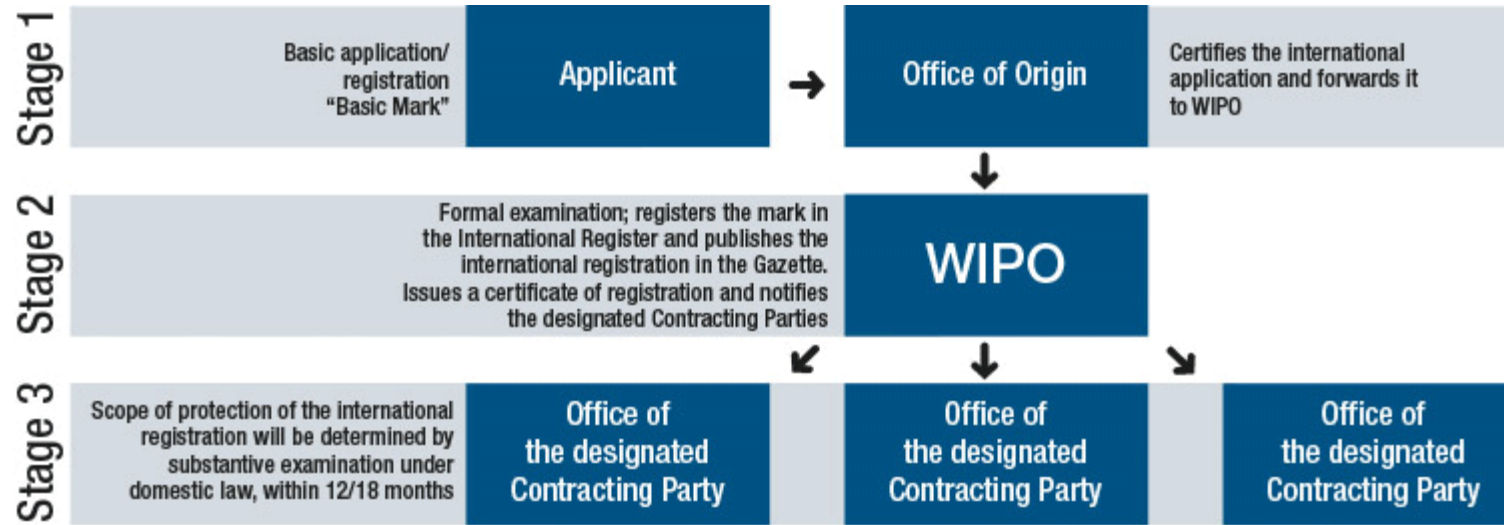 Stage 1
Basic application/
registration
“Basic Mark”
Applicant
Office of Origin
Certifies the international
application and forwards it
to WIPO
Stage 2
Formal examination; registers the mark in
the International Register and publishes the
international registration in the Gazette.
Issues a certificate of registration and notifies
the designated Contracting Parties
WIPO
Stage 3
Scope of protection of the international
registration will be determined by
substantive examination under
domestic law, within 12/18 months
Office of
the designated
Contracting Party
Office of
the designated
Contracting Party
Office of
the designated
Contracting Party